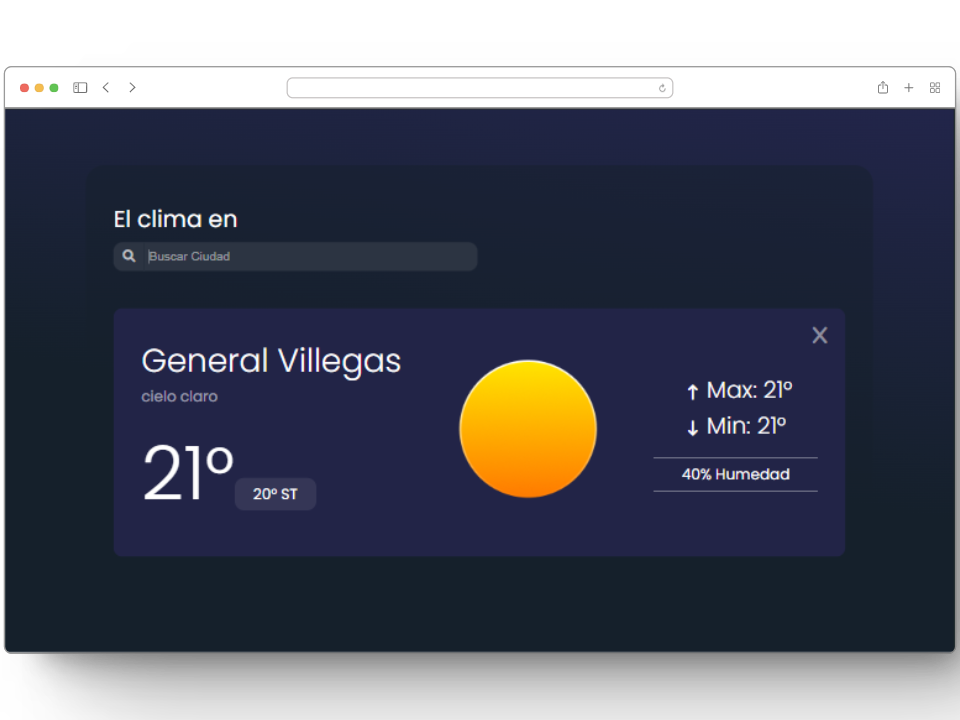 El clima en
Buscar Ciudad
General Villegas
cielo claro
21º
20º ST
↑ Max: 21º
↓ Min: 21º
40% Humedad